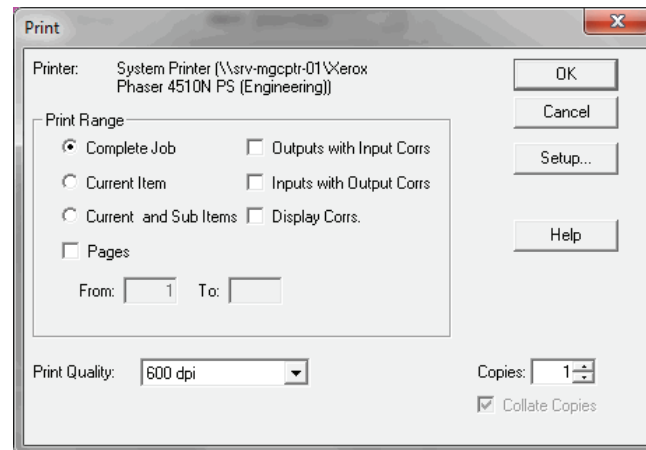 Print
Printer: System Printer (\\srv-mgcptr-01\Xerox
Phaser 4510N PS (Engineering))
OK
Cancel
Setup...
Help
Print Range
Complete Job
Outputs with Input Corrs
Current Item
Inputs with Output Corrs
Current and Sub Items
Display Corrs.
Pages
From: 1 To:
Print Quality: 600 dpi
Copies: 1
Collate Copies